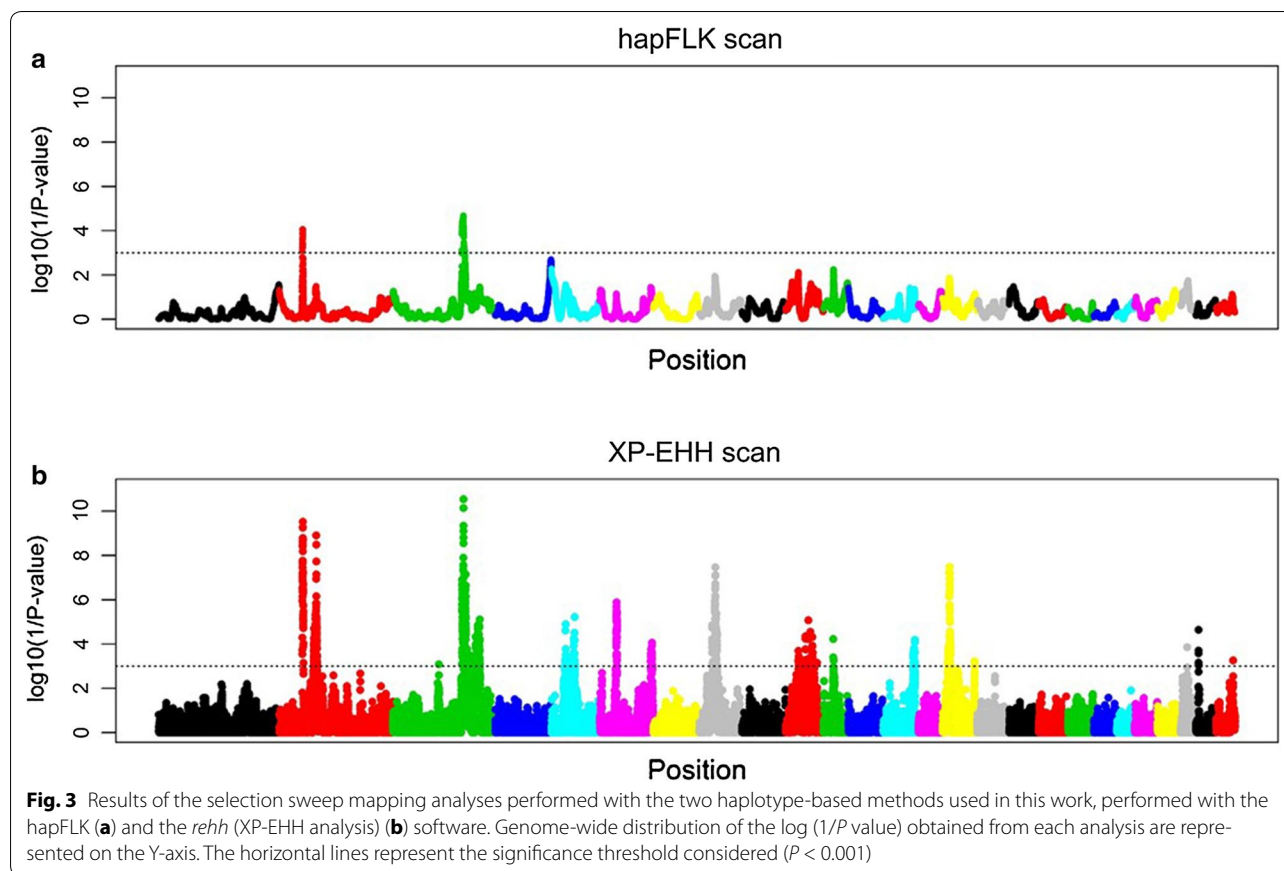 hapFLK scan
a
log10(1/P-value)
10
8
6
4
2
0
Position
XP-EHH scan
b
log10(1/P-value)
10
8
6
4
2
0
Position
Fig. 3 Results of the selection sweep mapping analyses performed with the two haplotype-based methods used in this work, performed with the
hapFLK (a) and the rehh (XP-EHH analysis) (b) software. Genome-wide distribution of the log (1/P value) obtained from each analysis are repre-
sented on the Y-axis. The horizontal lines represent the significance threshold considered (P < 0.001)